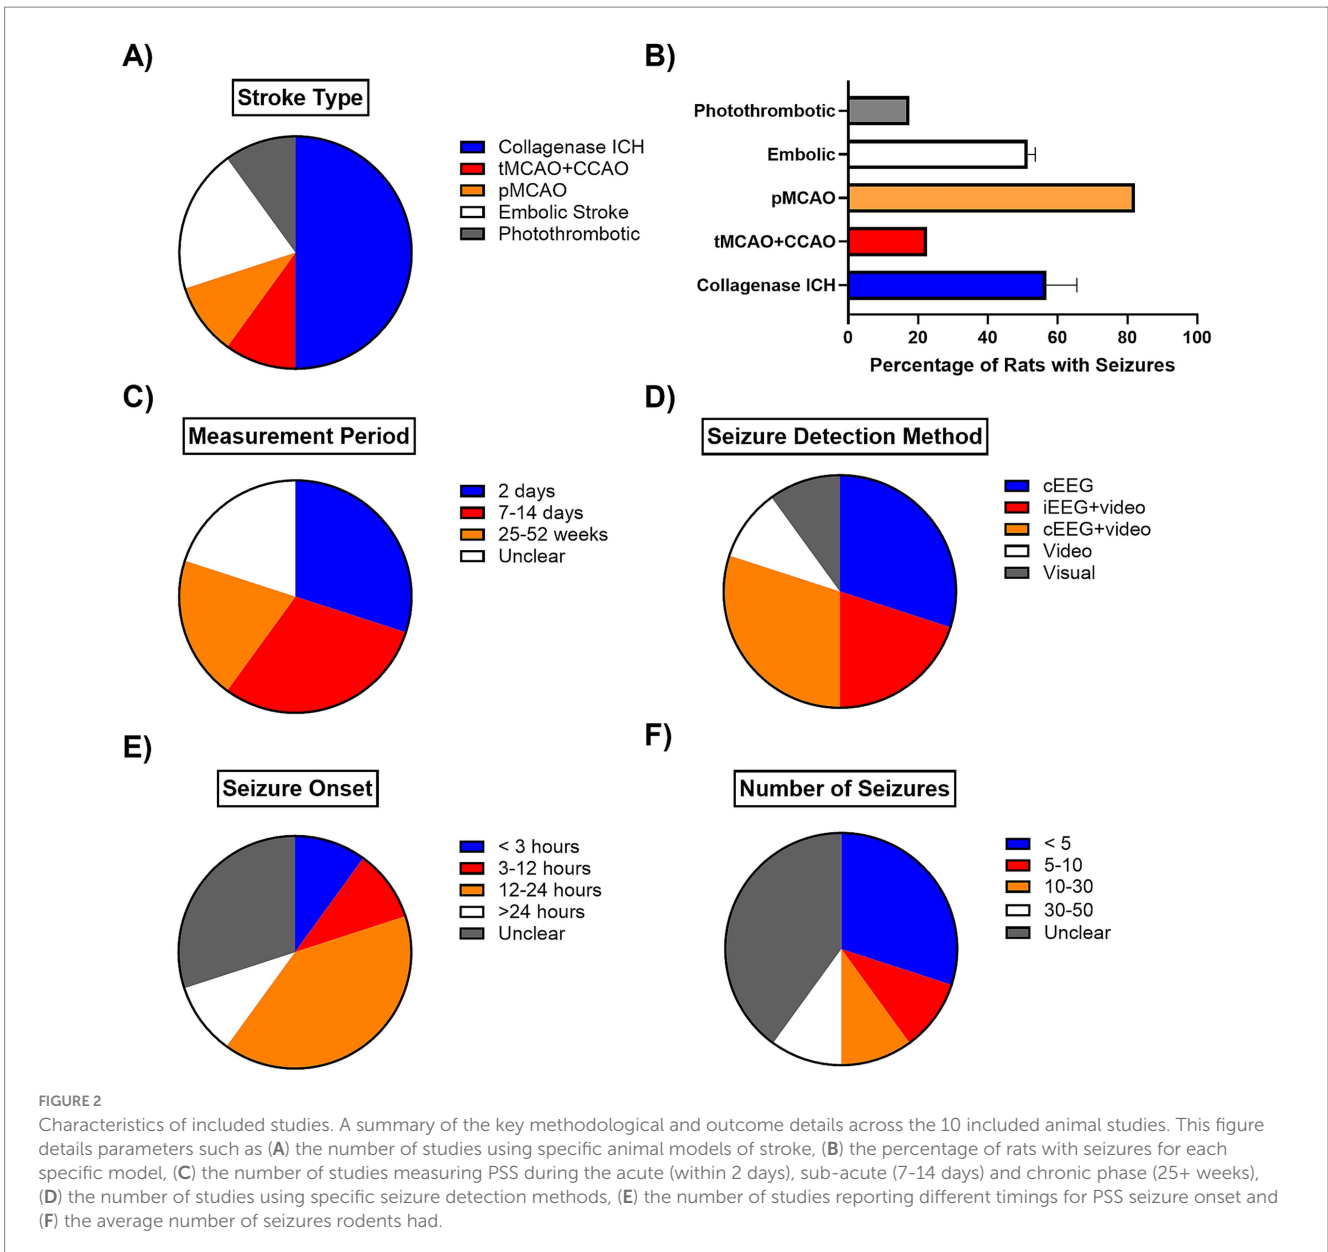 A)
Stroke Type
Collagenase ICH
tMCAO+CCAO
pMCAO
Embolic Stroke
Photothrombotic
B)
Photothrombotic
Embolic
pMCAO
tMCAO+CCAO
Collagenase ICH
0 20 40 60 80 100
Percentage of Rats with Seizures
C)
Measurement Period
2 days
7-14 days
25-52 weeks
Unclear
D)
Seizure Detection Method
cEEG
iEEG+video
cEEG+video
Video
Visual
E)
Seizure Onset
< 3 hours
3-12 hours
12-24 hours
>24 hours
Unclear
F)
Number of Seizures
< 5
5-10
10-30
30-50
Unclear
FIGURE 2
Characteristics of included studies. A summary of the key methodological and outcome details across the 10 included animal studies. This figure
details parameters such as (A) the number of studies using specific animal models of stroke, (B) the percentage of rats with seizures for each
specific model, (C) the number of studies measuring PSS during the acute (within 2 days), sub-acute (7-14 days) and chronic phase (25+ weeks),
(D) the number of studies using specific seizure detection methods, (E) the number of studies reporting different timings for PSS seizure onset and
(F) the average number of seizures rodents had.